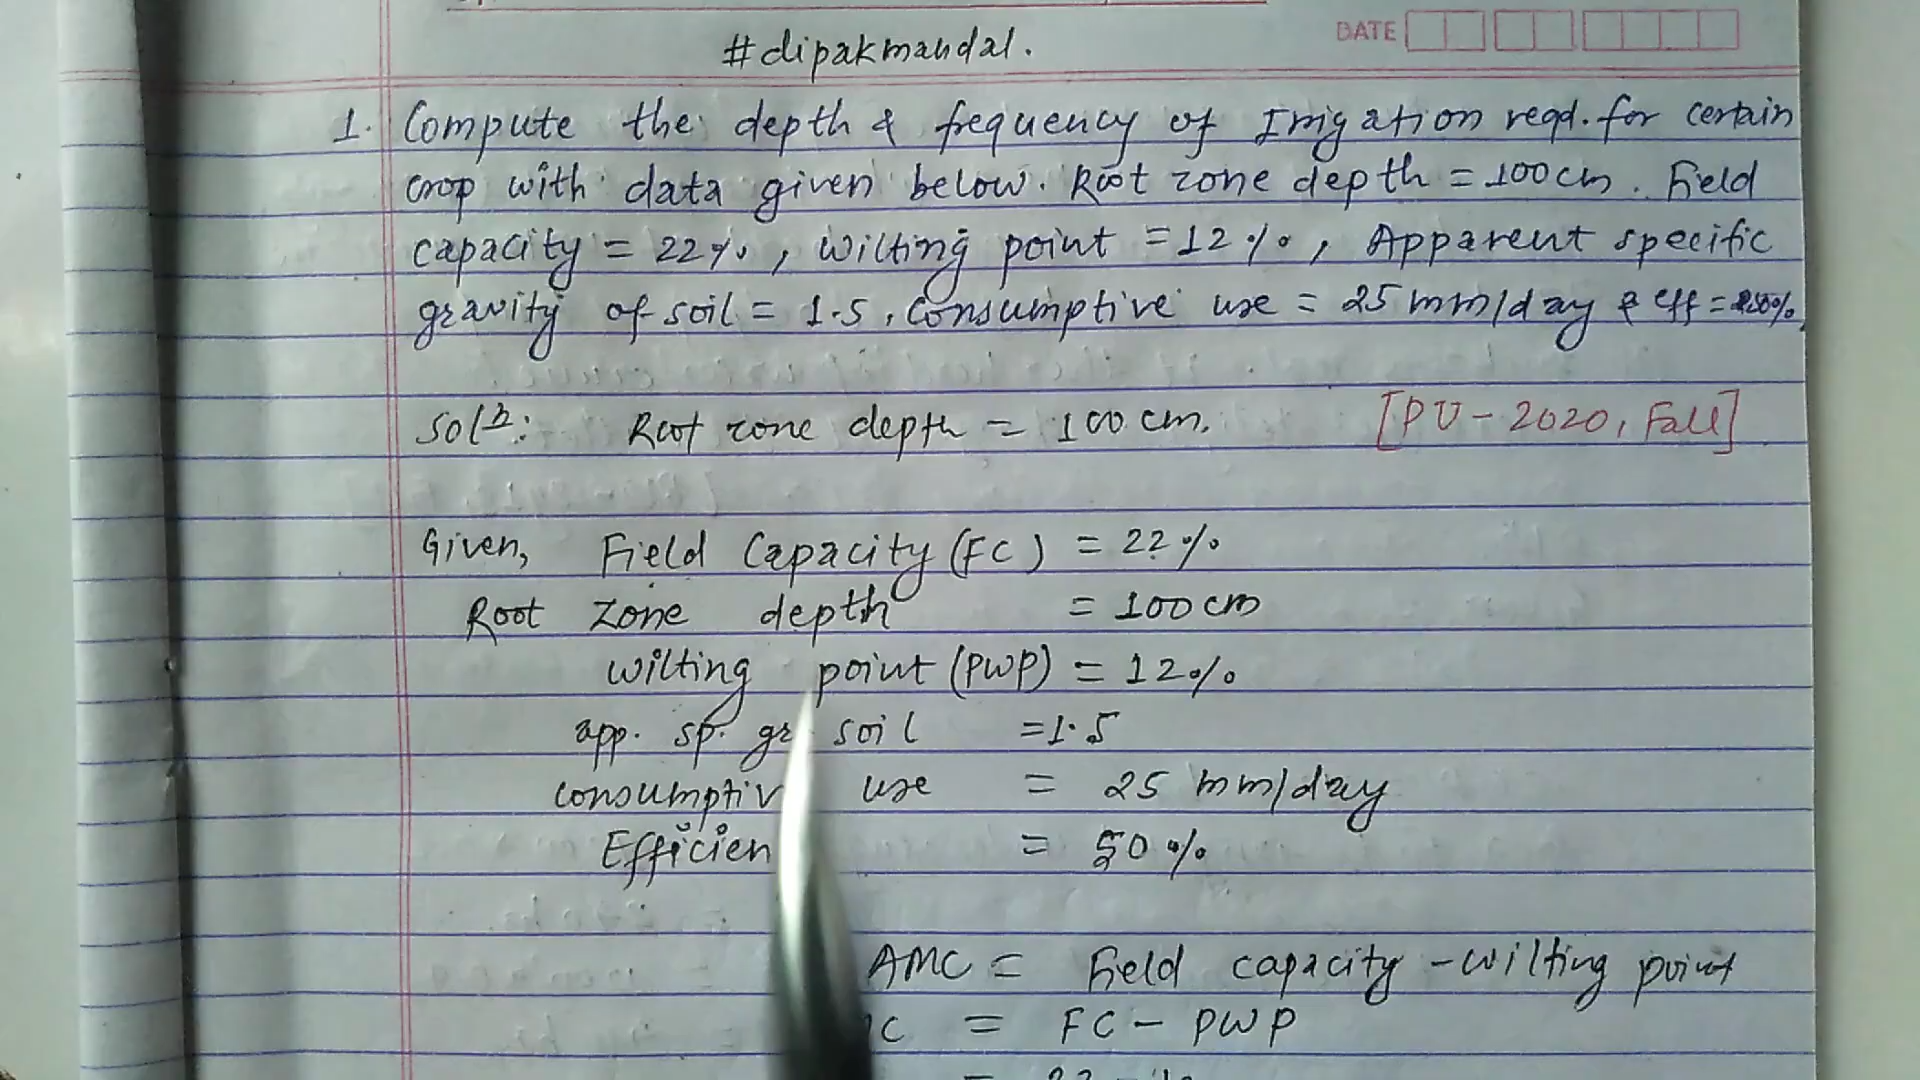 DATE
#dipakmandal.
1. Compute the depth & frequency of Irrigation reqd. for certain
crop with data given below. Root zone depth = 100cm. Field
capacity = 22%, wilting point = 12%, Apparent specific
gravity of soil = 1.5, Consumptive use = 25 mm/day & eff = 50%
Solⁿ: Root zone depth = 100 cm. [PU - 2020, Fall]
Given, Field Capacity (FC) = 22%
Root zone depth = 100cm
wilting point (PWP) = 12%
app. sp. gr soil = 1.5
consumptiv use = 25 mm/day
Efficien = 50%
AMC = Field capacity - wilting point
= FC - PWP